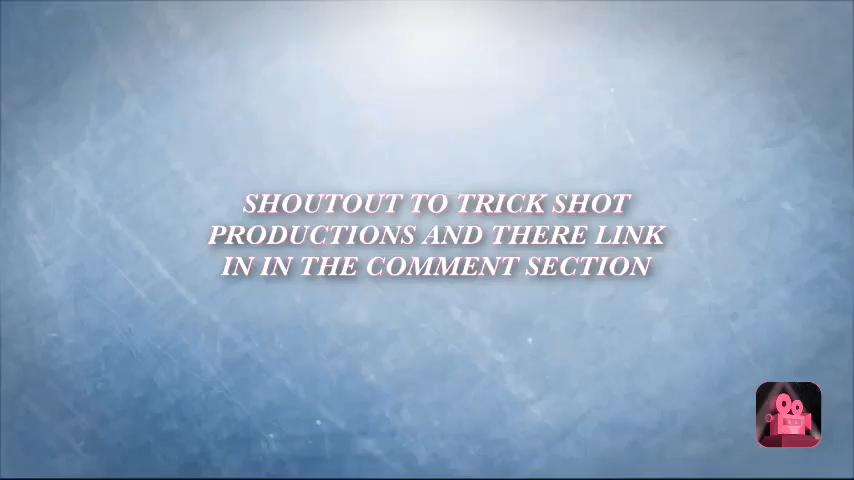 SHOUTOUT TO TRICK SHOT
PRODUCTIONS AND THERE LINK
IN IN THE COMMENT SECTION